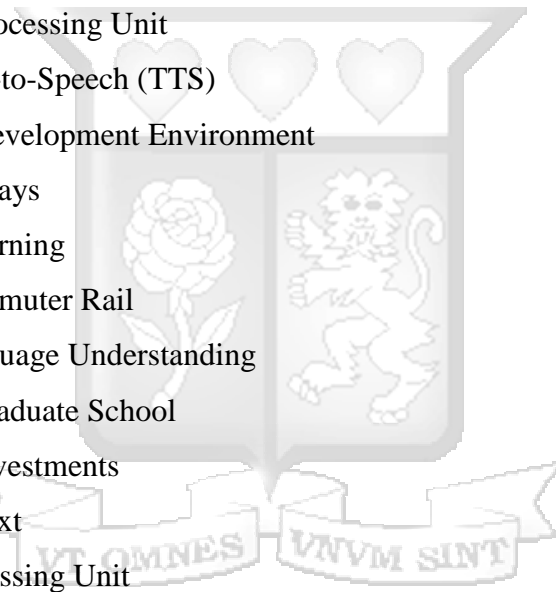 ocessing Unit
-to-Speech (TTS)
Development Environment
ays
rning
muter Rail
uage Understanding
aduate School
vestments
xt
VT OMNES VNVM SINT
ssing Unit